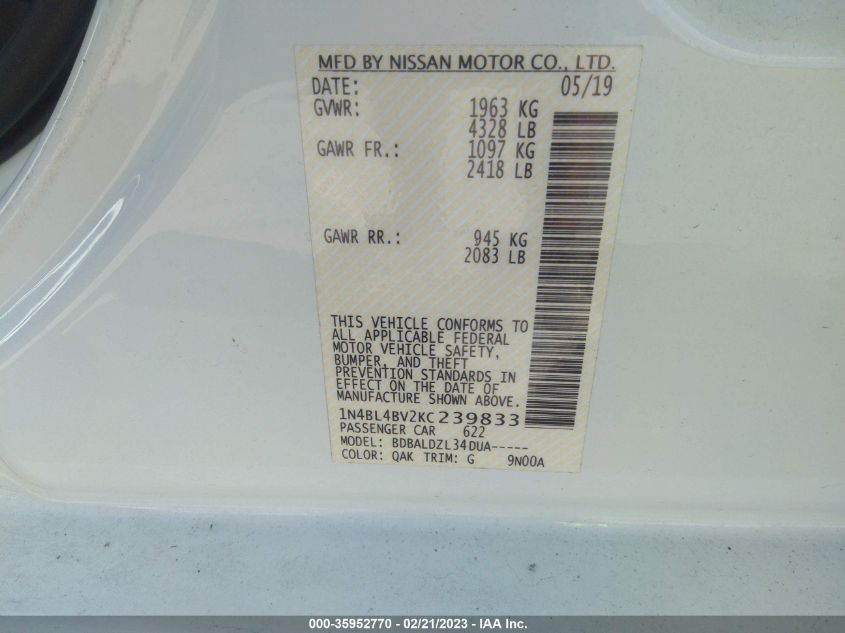 MFD BY NISSAN MOTOR CO., LTD.
DATE: 05/19
GVWR: 1963 KG
4328 LB
GAWR FR.: 1097 KG
2418 LB
GAWR RR.: 945 KG
2083 LB
THIS VEHICLE CONFORMS TO
ALL APPLICABLE FEDERAL
MOTOR VEHICLE SAFETY,
BUMPER, AND THEFT
PREVENTION STANDARDS IN
EFFECT ON THE DATE OF
MANUFACTURE SHOWN ABOVE.
1N4BL4BV2KC239833
PASSENGER CAR 622
MODEL: BDBALDZL34DUA-----
COLOR: QAK TRIM: G 9N00A
000-35952770 — 02/21/2023 — IAA Inc.